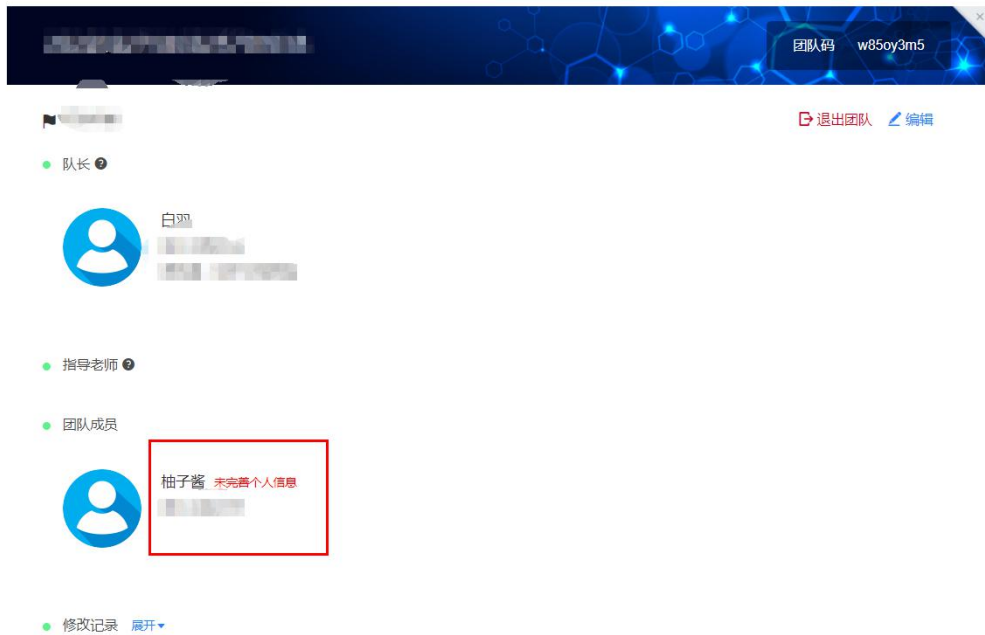 团队码 w85oy3m5
退出团队 编辑
队长
白羽
指导老师
团队成员
柚子酱 未完善个人信息
修改记录 展开